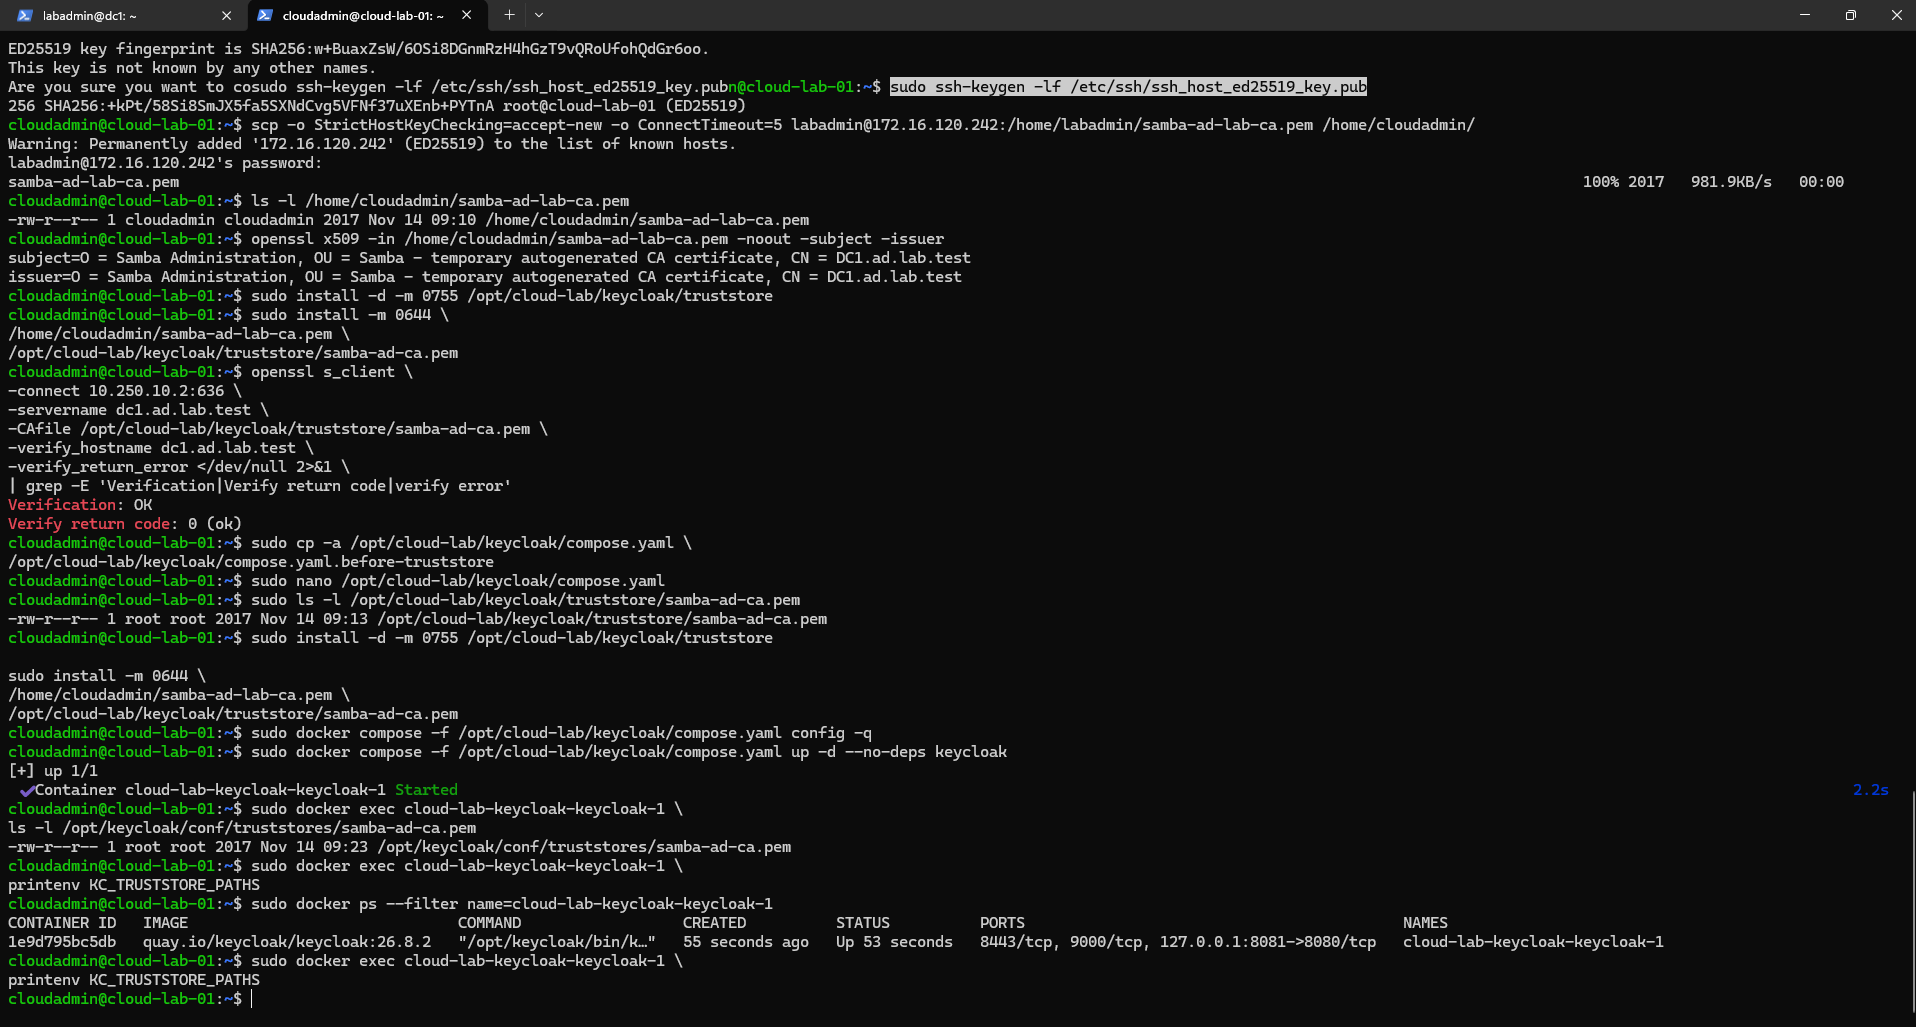 labadmin@dc1: ~
cloudadmin@cloud-lab-01: ~
ED25519 key fingerprint is SHA256:w+BuaxZsW/6OSi8DGnmRzH4hGzT9vQRoUfohQdGr6oo.
This key is not known by any other names.
Are you sure you want to cosudo ssh-keygen -lf /etc/ssh/ssh_host_ed25519_key.pubn@cloud-lab-01:~$ sudo ssh-keygen -lf /etc/ssh/ssh_host_ed25519_key.pub
256 SHA256:+kPt/58Si8SmJX5fa5SXNdCvg5VFNf37uXEnb+PYTnA root@cloud-lab-01 (ED25519)
cloudadmin@cloud-lab-01:~$ scp -o StrictHostKeyChecking=accept-new -o ConnectTimeout=5 labadmin@172.16.120.242:/home/labadmin/samba-ad-lab-ca.pem /home/cloudadmin/
Warning: Permanently added '172.16.120.242' (ED25519) to the list of known hosts.
labadmin@172.16.120.242's password:
samba-ad-lab-ca.pem 100% 2017 981.9KB/s 00:00
cloudadmin@cloud-lab-01:~$ ls -l /home/cloudadmin/samba-ad-lab-ca.pem
-rw-r--r-- 1 cloudadmin cloudadmin 2017 Nov 14 09:10 /home/cloudadmin/samba-ad-lab-ca.pem
cloudadmin@cloud-lab-01:~$ openssl x509 -in /home/cloudadmin/samba-ad-lab-ca.pem -noout -subject -issuer
subject=O = Samba Administration, OU = Samba - temporary autogenerated CA certificate, CN = DC1.ad.lab.test
issuer=O = Samba Administration, OU = Samba - temporary autogenerated CA certificate, CN = DC1.ad.lab.test
cloudadmin@cloud-lab-01:~$ sudo install -d -m 0755 /opt/cloud-lab/keycloak/truststore
cloudadmin@cloud-lab-01:~$ sudo install -m 0644 \
/home/cloudadmin/samba-ad-lab-ca.pem \
/opt/cloud-lab/keycloak/truststore/samba-ad-ca.pem
cloudadmin@cloud-lab-01:~$ openssl s_client \
-connect 10.250.10.2:636 \
-servername dc1.ad.lab.test \
-CAfile /opt/cloud-lab/keycloak/truststore/samba-ad-ca.pem \
-verify_hostname dc1.ad.lab.test \
-verify_return_error </dev/null 2>&1 \
| grep -E 'Verification|Verify return code|verify error'
Verification: OK
Verify return code: 0 (ok)
cloudadmin@cloud-lab-01:~$ sudo cp -a /opt/cloud-lab/keycloak/compose.yaml \
/opt/cloud-lab/keycloak/compose.yaml.before-truststore
cloudadmin@cloud-lab-01:~$ sudo nano /opt/cloud-lab/keycloak/compose.yaml
cloudadmin@cloud-lab-01:~$ sudo ls -l /opt/cloud-lab/keycloak/truststore/samba-ad-ca.pem
-rw-r--r-- 1 root root 2017 Nov 14 09:13 /opt/cloud-lab/keycloak/truststore/samba-ad-ca.pem
cloudadmin@cloud-lab-01:~$ sudo install -d -m 0755 /opt/cloud-lab/keycloak/truststore
sudo install -m 0644 \
/home/cloudadmin/samba-ad-lab-ca.pem \
/opt/cloud-lab/keycloak/truststore/samba-ad-ca.pem
cloudadmin@cloud-lab-01:~$ sudo docker compose -f /opt/cloud-lab/keycloak/compose.yaml config -q
cloudadmin@cloud-lab-01:~$ sudo docker compose -f /opt/cloud-lab/keycloak/compose.yaml up -d --no-deps keycloak
[+] up 1/1
✔Container cloud-lab-keycloak-keycloak-1 Started 2.2s
cloudadmin@cloud-lab-01:~$ sudo docker exec cloud-lab-keycloak-keycloak-1 \
ls -l /opt/keycloak/conf/truststores/samba-ad-ca.pem
-rw-r--r-- 1 root root 2017 Nov 14 09:23 /opt/keycloak/conf/truststores/samba-ad-ca.pem
cloudadmin@cloud-lab-01:~$ sudo docker exec cloud-lab-keycloak-keycloak-1 \
printenv KC_TRUSTSTORE_PATHS
cloudadmin@cloud-lab-01:~$ sudo docker ps --filter name=cloud-lab-keycloak-keycloak-1
CONTAINER ID IMAGE COMMAND CREATED STATUS PORTS NAMES
1e9d795bc5db quay.io/keycloak/keycloak:26.8.2 "/opt/keycloak/bin/k…" 55 seconds ago Up 53 seconds 8443/tcp, 9000/tcp, 127.0.0.1:8081->8080/tcp cloud-lab-keycloak-keycloak-1
cloudadmin@cloud-lab-01:~$ sudo docker exec cloud-lab-keycloak-keycloak-1 \
printenv KC_TRUSTSTORE_PATHS
cloudadmin@cloud-lab-01:~$